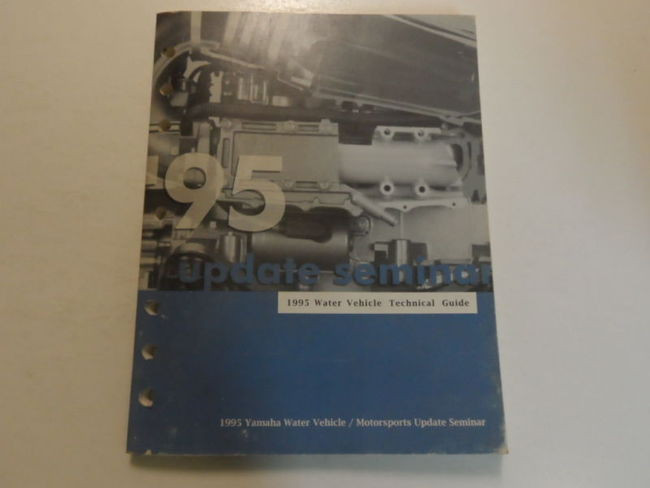 '95
update seminar
1995 Water Vehicle Technical Guide
1995 Yamaha Water Vehicle / Motorsports Update Seminar